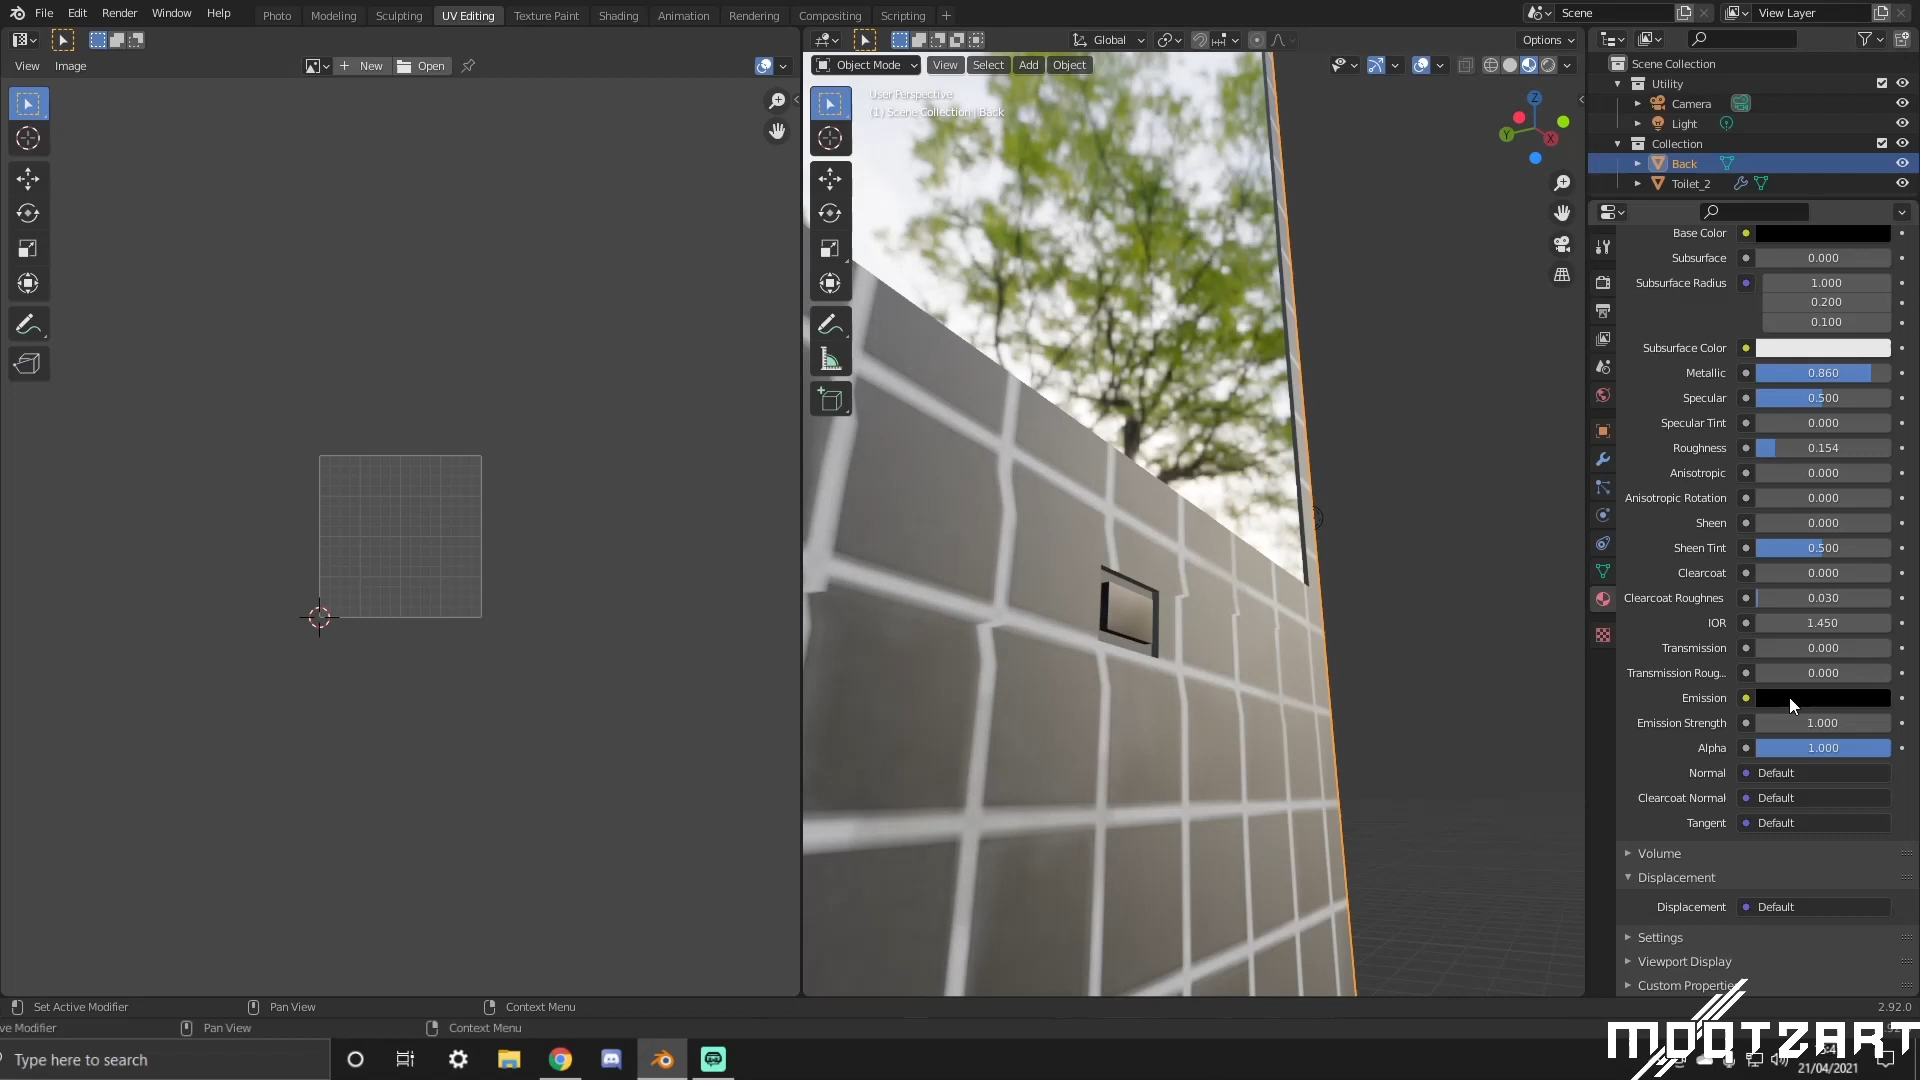 File Edit Render Window Help Photo Modeling Sculpting UV Editing Texture Paint Shading Animation Rendering Compositing Scripting Scene View Layer
Global Options
View Image New Open
Object Mode View Select Add Object
User Perspective
(1) Scene Collection | Back
Z
Y
X
Scene Collection
Utility
Camera
Light
Collection
Back
Toilet_2
Base Color
Subsurface 0.000
Subsurface Radius 1.000
0.200
0.100
Subsurface Color
Metallic 0.860
Specular 0.500
Specular Tint 0.000
Roughness 0.154
Anisotropic 0.000
Anisotropic Rotation 0.000
Sheen 0.000
Sheen Tint 0.500
Clearcoat 0.000
Clearcoat Roughnes 0.030
IOR 1.450
Transmission 0.000
Transmission Roug... 0.000
Emission
Emission Strength 1.000
Alpha 1.000
Normal Default
Clearcoat Normal Default
Tangent Default
Volume
Displacement
Displacement Default
Settings
Viewport Display
Custom Propertie
Set Active Modifier Pan View Context Menu 2.92.0
ve Modifier Pan View Context Menu
MOOTZART
Type here to search
21/04/2021